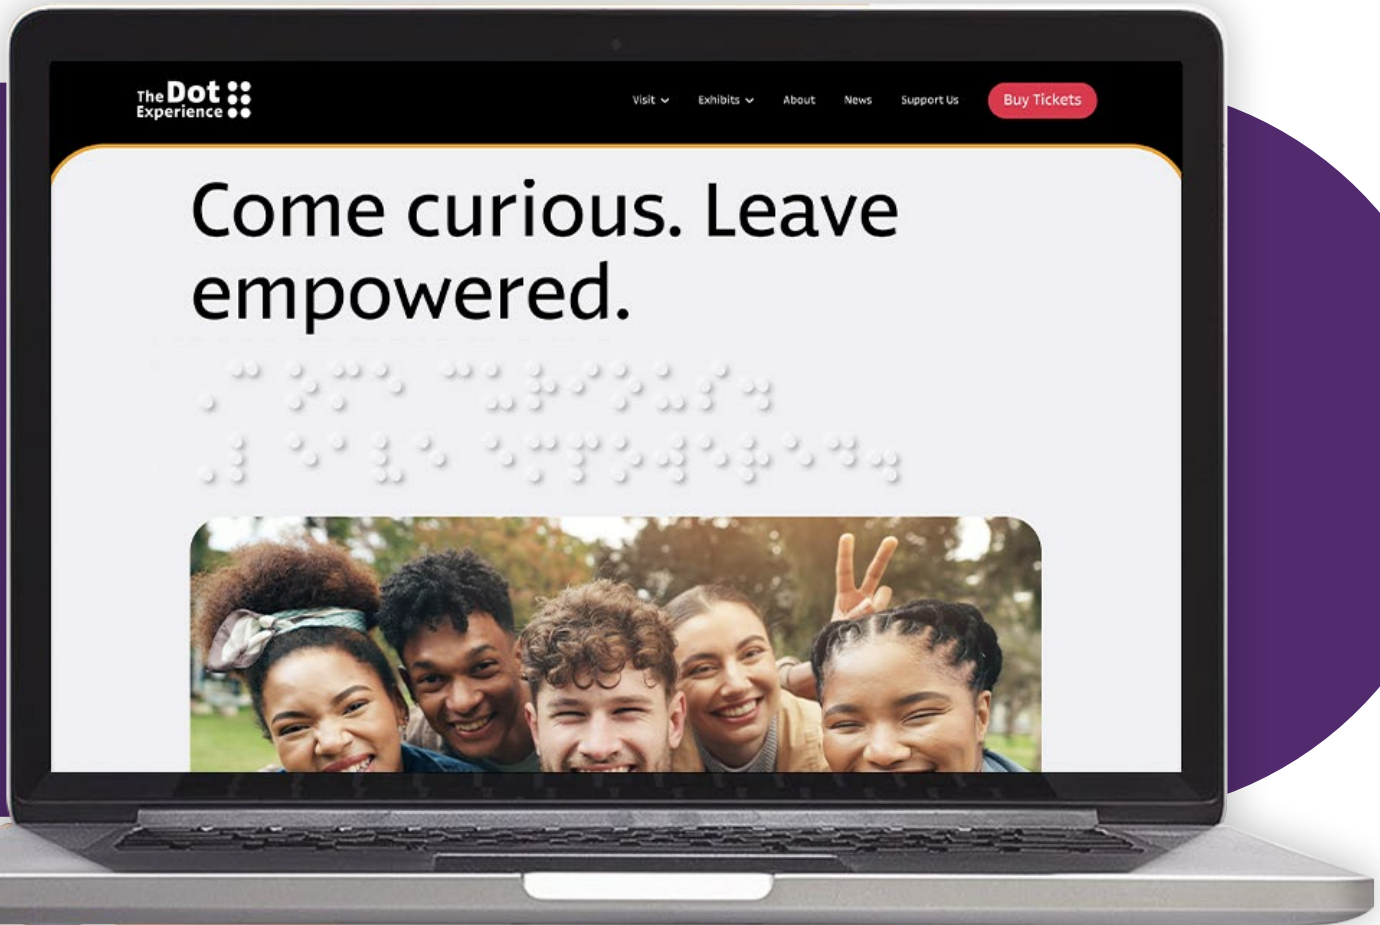 The Dot
Experience
Visit Exhibits About News Support Us Buy Tickets
Come curious. Leave
empowered.
⠠⠉⠕⠍⠑ ⠉⠥⠗⠊⠕⠥⠎⠲
⠠⠇⠑⠁⠧⠑ ⠑⠍⠏⠕⠺⠑⠗⠑⠙⠲